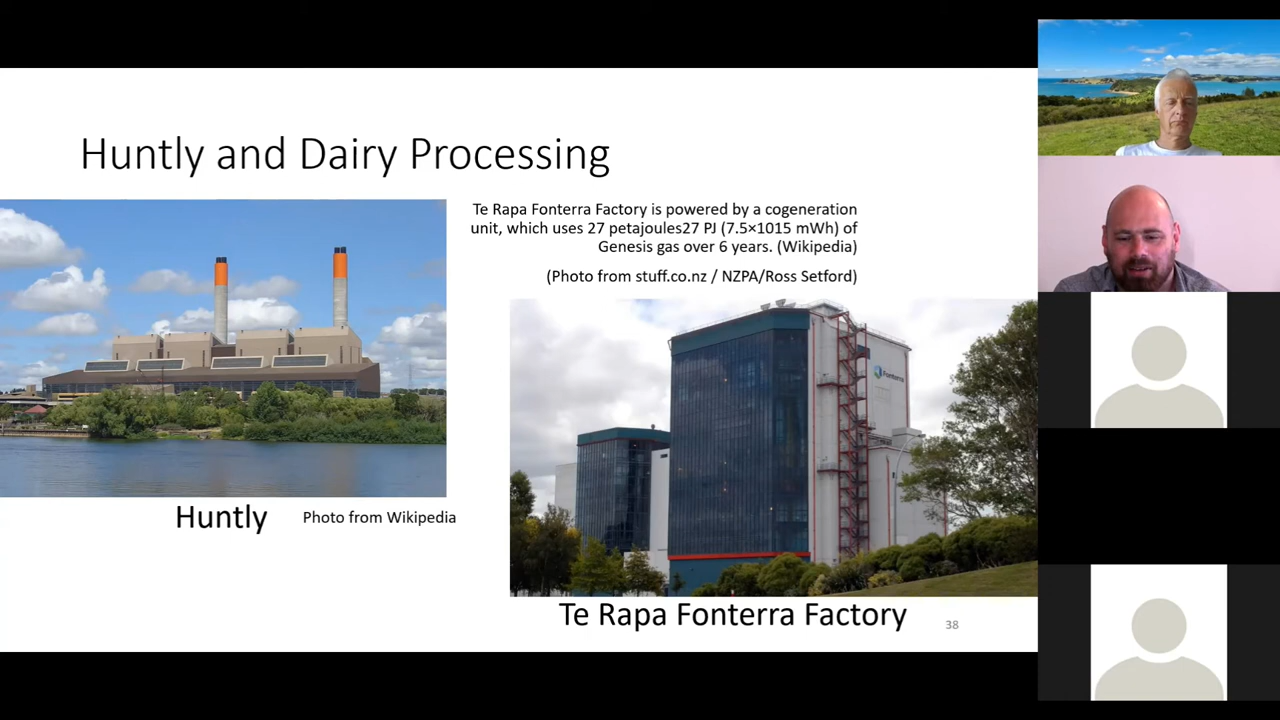 Huntly and Dairy Processing
Te Rapa Fonterra Factory is powered by a cogeneration
unit, which uses 27 petajoules27 PJ (7.5×1015 mWh) of
Genesis gas over 6 years. (Wikipedia)
(Photo from stuff.co.nz / NZPA/Ross Setford)
Fonterra
Huntly
Photo from Wikipedia
Te Rapa Fonterra Factory
38